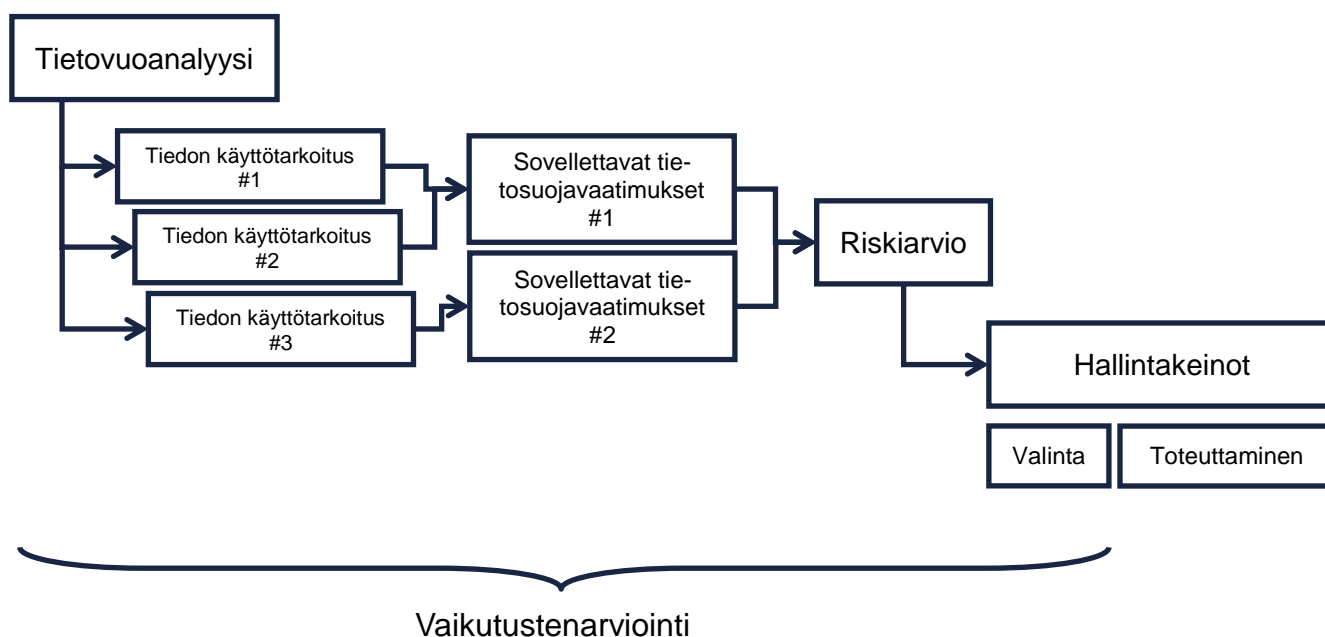 Tietovuoanalyysi
Tiedon käyttötarkoitus
#1
Tiedon käyttötarkoitus
#2
Tiedon käyttötarkoitus
#3
Sovellettavat tie-
tosuojavaatimukset
#1
Sovellettavat tie-
tosuojavaatimukset
#2
Riskiarvio
Hallintakeinot
Valinta
Toteuttaminen
Vaikutustenarviointi